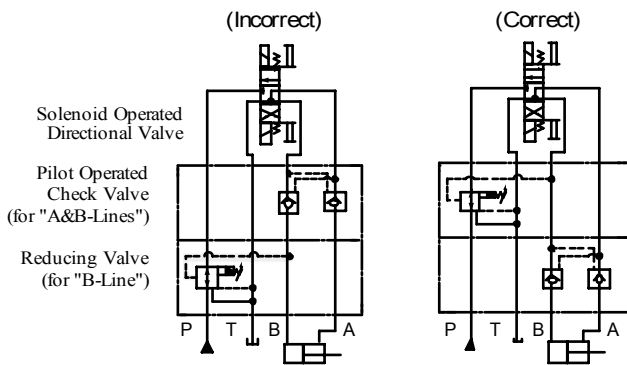 (Incorrect)
(Correct)
Solenoid Operated
Directional Valve
Pilot Operated
Check Valve
(for "A&B-Lines")
Reducing Valve
(for "B-Line")
P T B A
P T B A